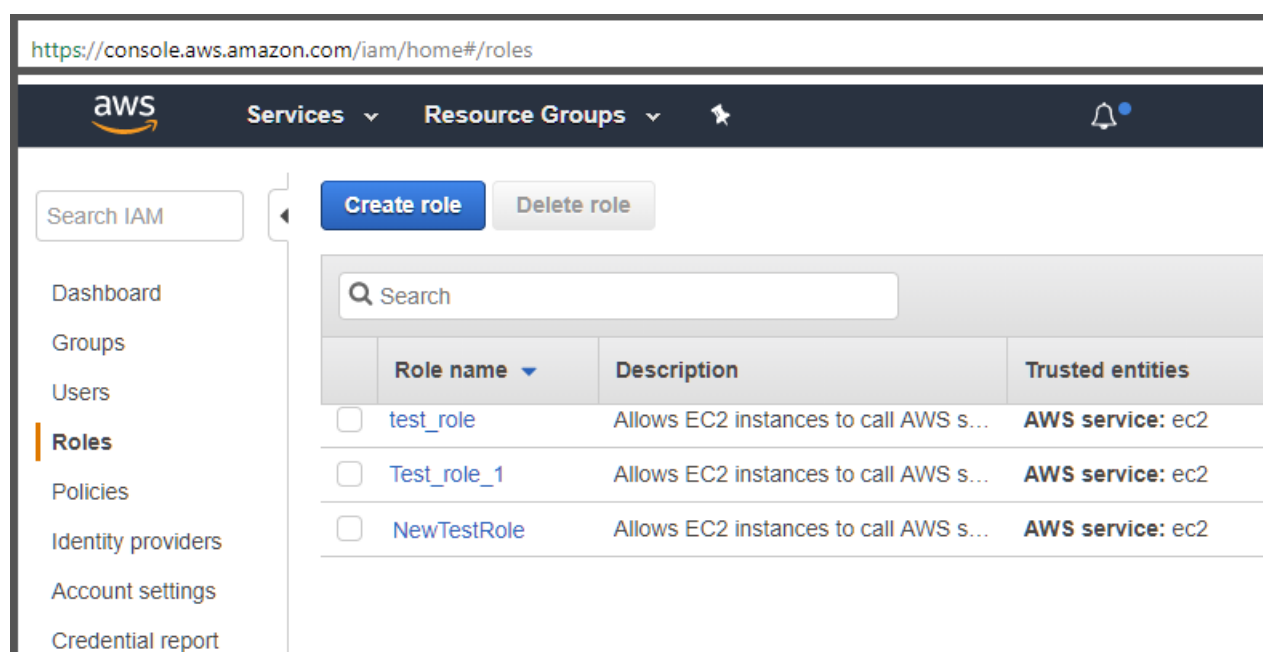 https://console.aws.amazon.com/iam/home#/roles
aws Services Resource Groups
Search IAM
Create role Delete role
Dashboard
Groups
Users
Roles
Policies
Identity providers
Account settings
Credential report
Search
Role name Description Trusted entities
test_role Allows EC2 instances to call AWS s... AWS service: ec2
Test_role_1 Allows EC2 instances to call AWS s... AWS service: ec2
NewTestRole Allows EC2 instances to call AWS s... AWS service: ec2